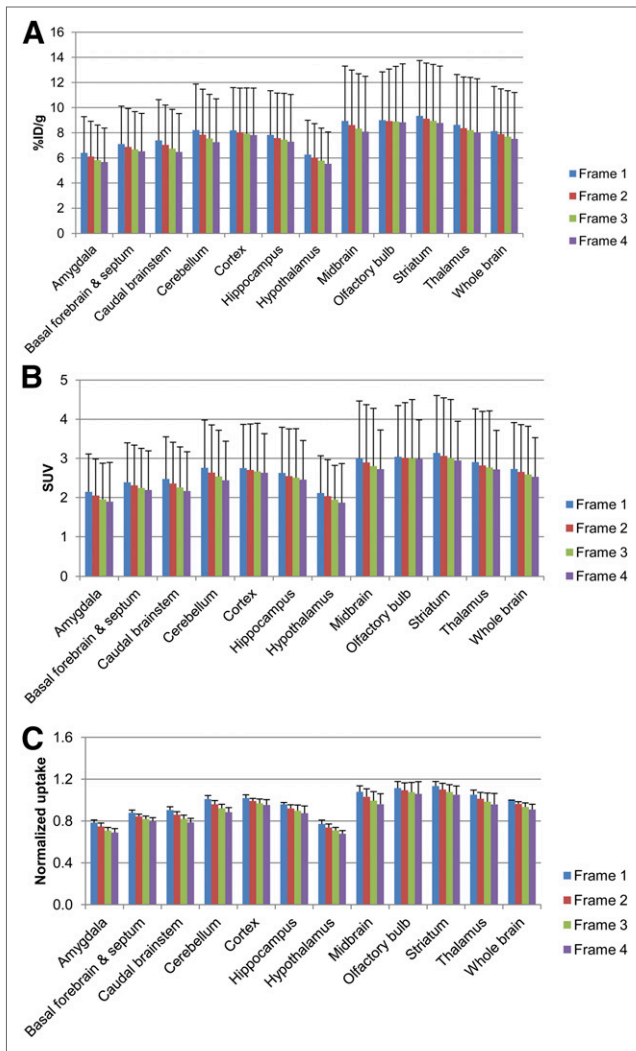 A
16
14
12
10
8
6
4
2
0
%ID/g
Amygdala
Basal forebrain & septum
Caudal brainstem
Cerebellum
Cortex
Hippocampus
Hypothalamus
Midbrain
Olfactory bulb
Striatum
Thalamus
Whole brain
Frame 1
Frame 2
Frame 3
Frame 4
B
5
4
3
2
1
0
SUV
Amygdala
Basal forebrain & septum
Caudal brainstem
Cerebellum
Cortex
Hippocampus
Hypothalamus
Midbrain
Olfactory bulb
Striatum
Thalamus
Whole brain
Frame 1
Frame 2
Frame 3
Frame 4
C
1.6
1.2
0.8
0.4
0.0
Normalized uptake
Amygdala
Basal forebrain & septum
Caudal brainstem
Cerebellum
Cortex
Hippocampus
Hypothalamus
Midbrain
Olfactory bulb
Striatum
Thalamus
Whole brain
Frame 1
Frame 2
Frame 3
Frame 4